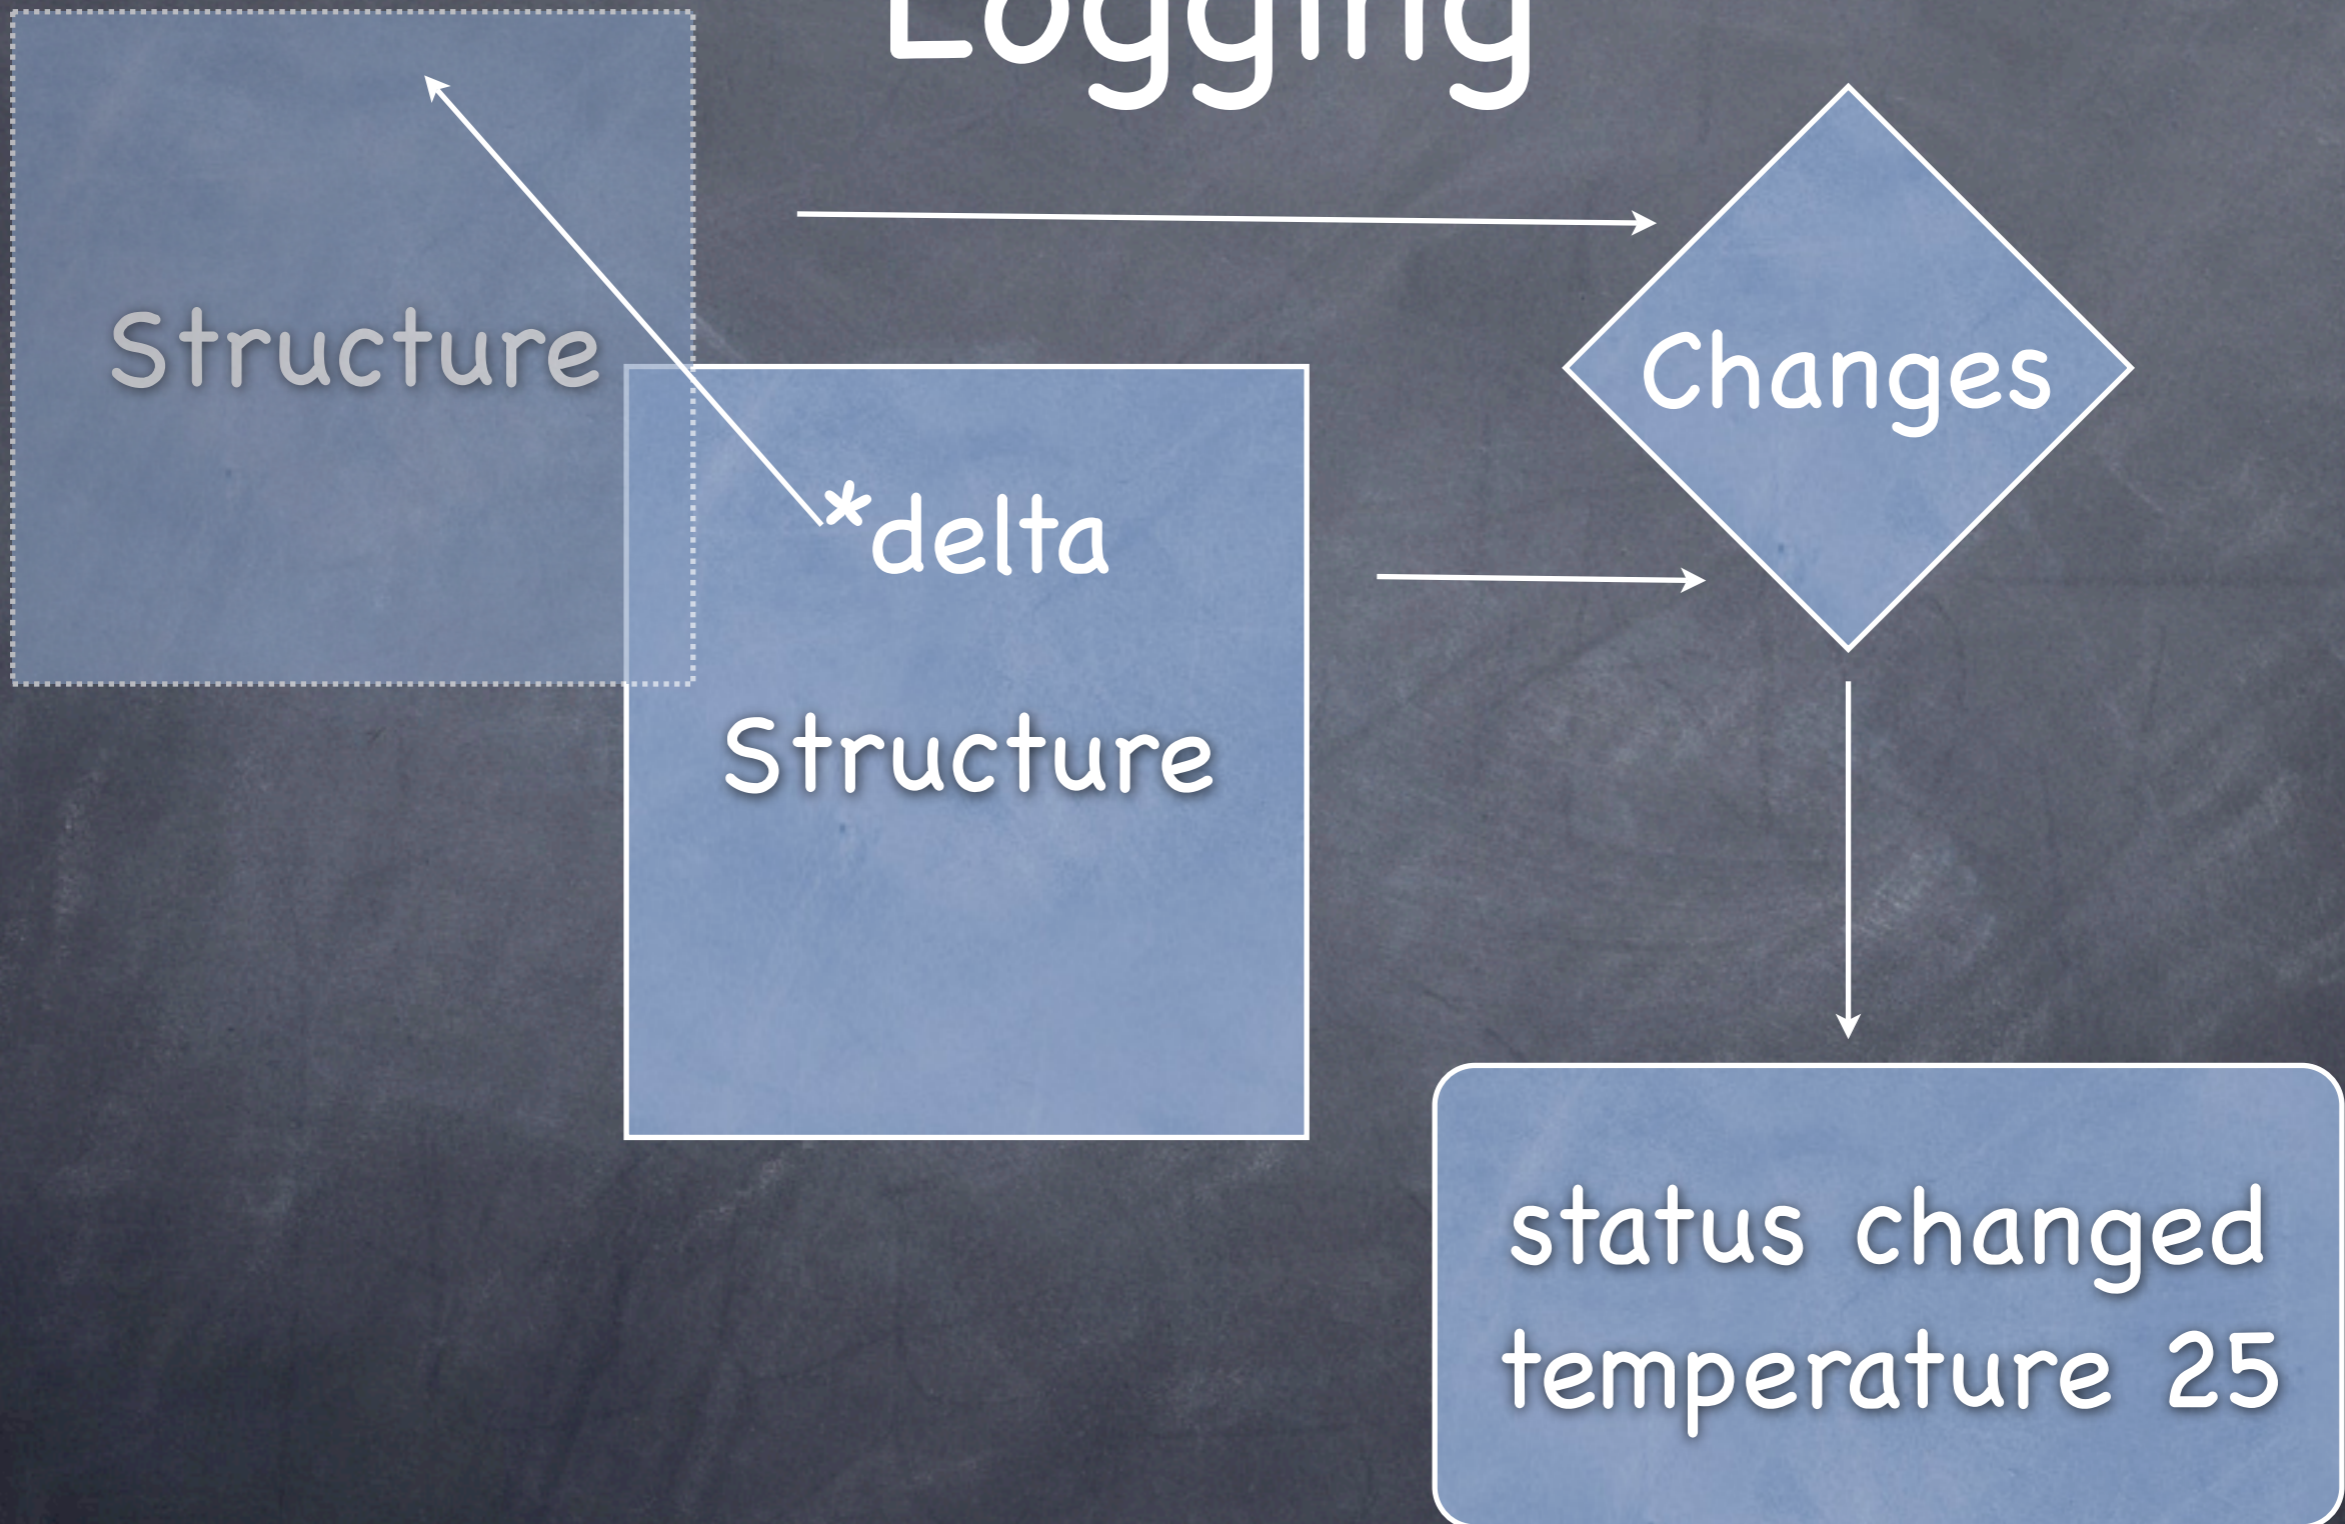 Logging
Structure
Changes
*delta
Structure
status changed
temperature 25